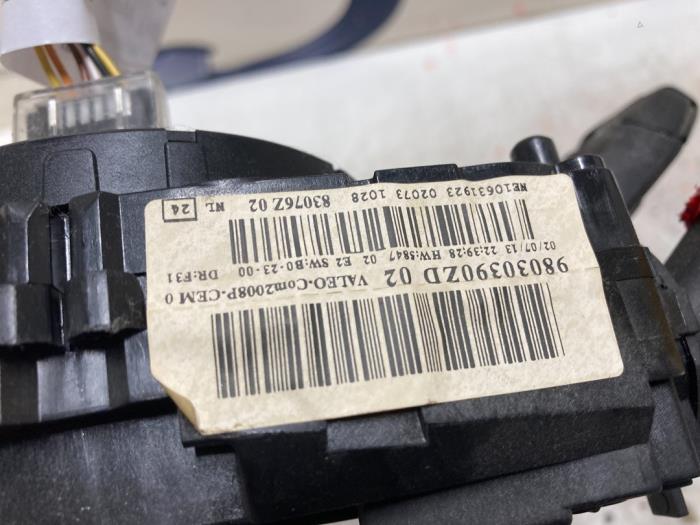 98030390ZD 02 VALEO-Com2008P-CEM 0
02/07/13 22:39:28 HW:5847 02 E2 SW:B0-23-00 DR:F31
NE10631923 02073 1028 83076Z 02 NL 24